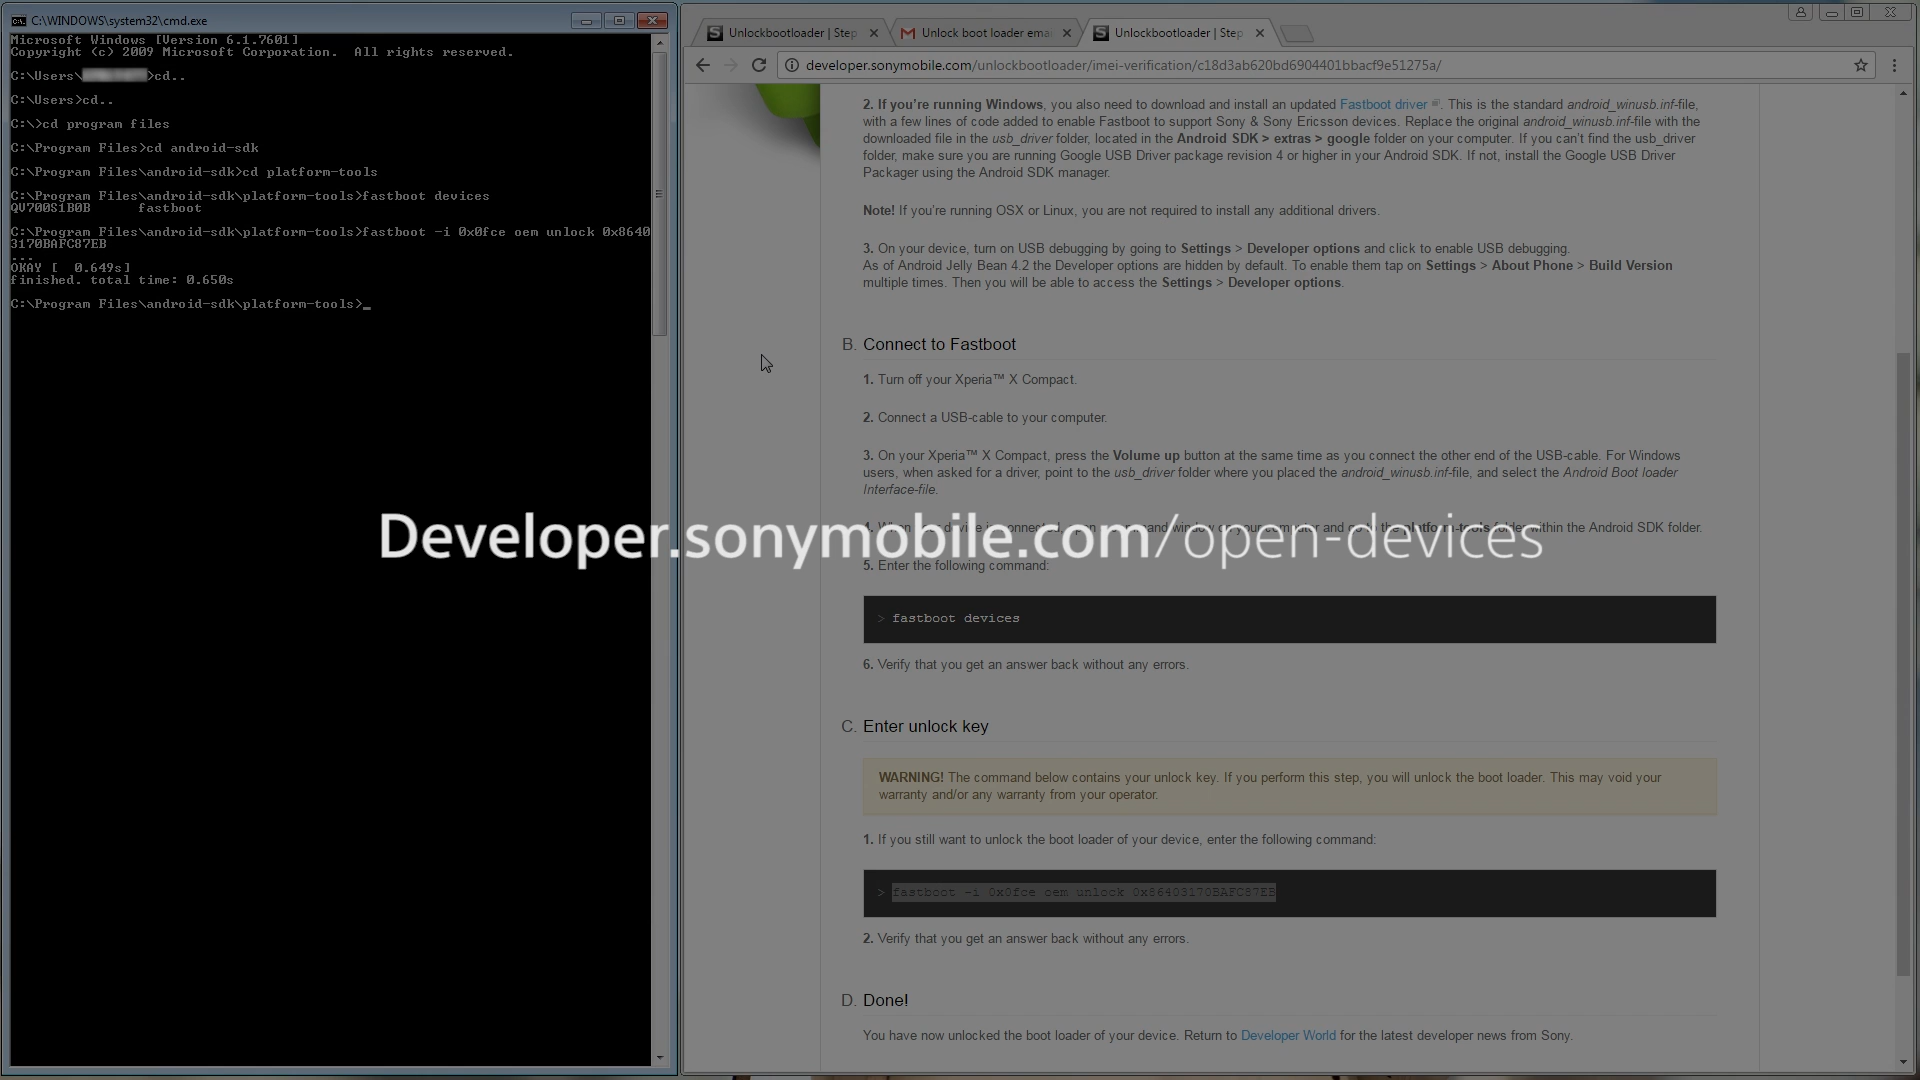 C:\WINDOWS\system32\cmd.exe
Microsoft Windows [Version 6.1.7601]
Copyright (c) 2009 Microsoft Corporation.  All rights reserved.
C:\Users\ >cd..
C:\Users>cd..
C:\>cd program files
C:\Program Files>cd android-sdk
C:\Program Files\android-sdk>cd platform-tools
C:\Program Files\android-sdk\platform-tools>fastboot devices
QV700S1B0B      fastboot
C:\Program Files\android-sdk\platform-tools>fastboot -i 0x0fce oem unlock 0x8640
3170BAFC87EB
...
OKAY [  0.649s]
finished. total time: 0.650s
C:\Program Files\android-sdk\platform-tools>_
Unlockbootloader | Step
Unlock boot loader emai
Unlockbootloader | Step
developer.sonymobile.com/unlockbootloader/imei-verification/c18d3ab620bd6904401bbacf9e51275a/
2. If you're running Windows, you also need to download and install an updated Fastboot driver. This is the standard android_winusb.inf-file,
with a few lines of code added to enable Fastboot to support Sony & Sony Ericsson devices. Replace the original android_winusb.inf-file with the
downloaded file in the usb_driver folder, located in the Android SDK > extras > google folder on your computer. If you can't find the usb_driver
folder, make sure you are running Google USB Driver package revision 4 or higher in your Android SDK. If not, install the Google USB Driver
Packager using the Android SDK manager.
Note! If you're running OSX or Linux, you are not required to install any additional drivers.
3. On your device, turn on USB debugging by going to Settings > Developer options and click to enable USB debugging.
As of Android Jelly Bean 4.2 the Developer options are hidden by default. To enable them tap on Settings > About Phone > Build Version
multiple times. Then you will be able to access the Settings > Developer options.
B. Connect to Fastboot
1. Turn off your Xperia™ X Compact.
2. Connect a USB-cable to your computer.
3. On your Xperia™ X Compact, press the Volume up button at the same time as you connect the other end of the USB-cable. For Windows
users, when asked for a driver, point to the usb_driver folder where you placed the android_winusb.inf-file, and select the Android Boot loader
Interface-file.
and go to the platform-tools folder within the Android SDK folder.
Developer.sonymobile.com/open-devices
5. Enter the following command:
> fastboot devices
6. Verify that you get an answer back without any errors.
C. Enter unlock key
WARNING! The command below contains your unlock key. If you perform this step, you will unlock the boot loader. This may void your
warranty and/or any warranty from your operator.
1. If you still want to unlock the boot loader of your device, enter the following command:
> fastboot -i 0x0fce oem unlock 0x86403170BAFC87EB
2. Verify that you get an answer back without any errors.
D. Done!
You have now unlocked the boot loader of your device. Return to Developer World for the latest developer news from Sony.